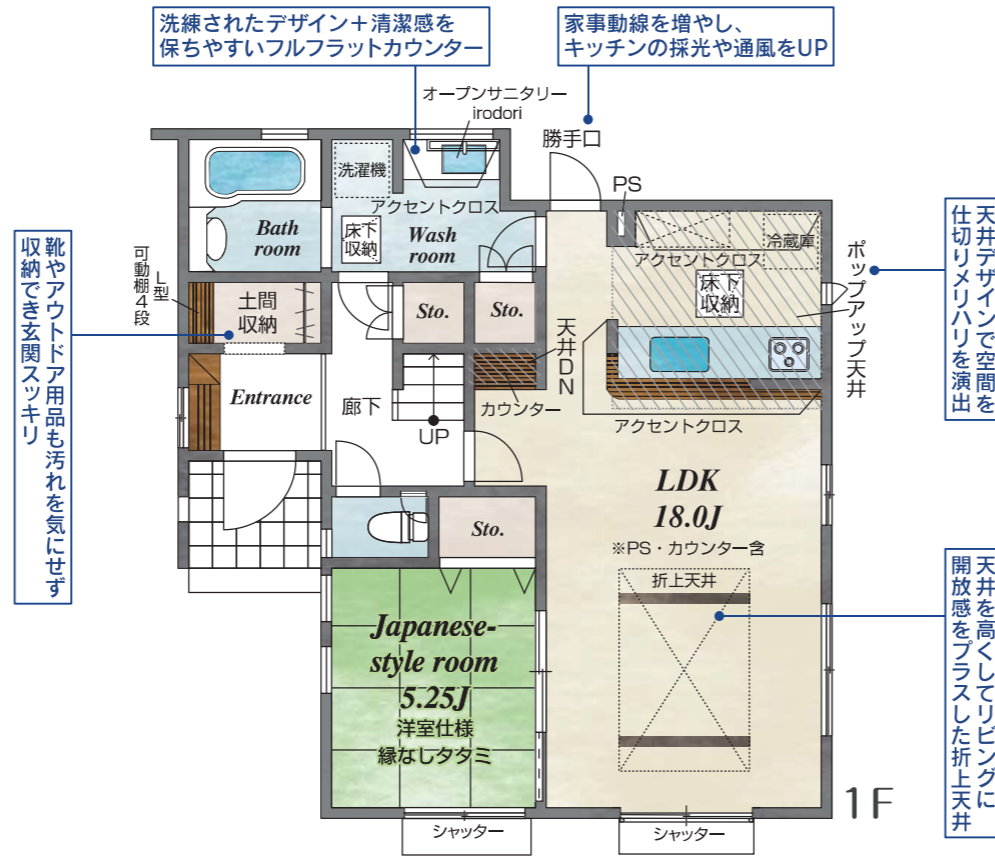 洗練されたデザイン＋清潔感を
保ちやすいフルフラットカウンター
家事動線を増やし、
キッチンの採光や通風をUP
オープンサニタリー
irodori
勝手口
洗濯機
PS
アクセントクロス
床下
収納
Wash
room
Bath
room
冷蔵庫
アクセントクロス
床下
収納
ポップアップ天井
天井デザインで空間を
仕切りメリハリを演出
L型
可動棚4段
土間
収納
Sto.
Sto.
天井DN
靴やアウトドア用品も汚れを気にせず
収納でき玄関スッキリ
Entrance
廊下
UP
カウンター
アクセントクロス
LDK
18.0J
※PS・カウンター含
Sto.
折上天井
天井を高くしてリビングに
開放感をプラスした折上天井
Japanese-
style room
5.25J
洋室仕様
縁なしタタミ
1F
シャッター
シャッター